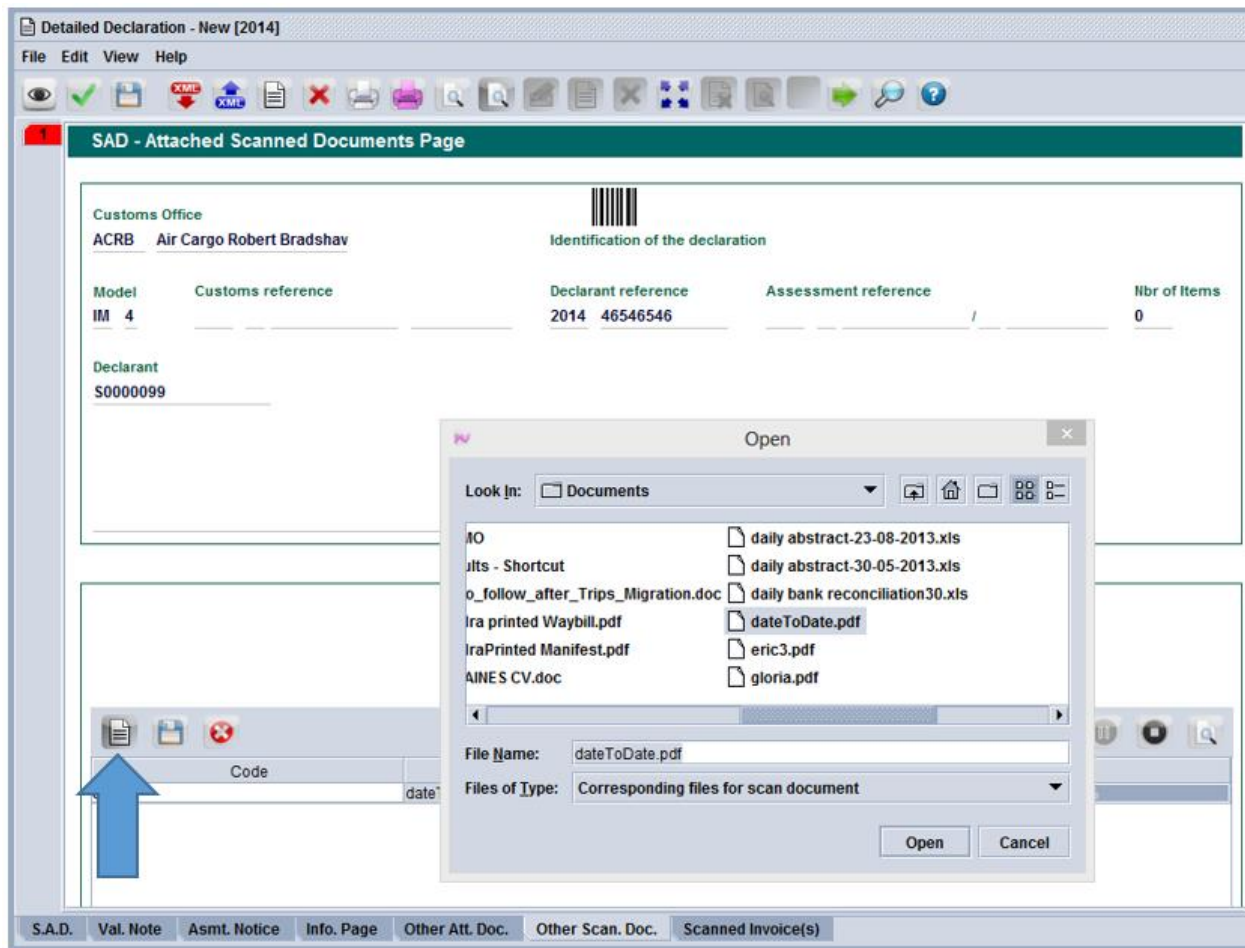 Detailed Declaration - New [2014]
File Edit View Help
XML XML
1
SAD - Attached Scanned Documents Page
Customs Office
ACRB Air Cargo Robert Bradshav
Identification of the declaration
Model Customs reference Declarant reference Assessment reference Nbr of Items
IM 4 2014 46546546 / 0
Declarant
S0000099
Open
Look In: Documents
MO daily abstract-23-08-2013.xls
ults - Shortcut daily abstract-30-05-2013.xls
o_follow_after_Trips_Migration.doc daily bank reconciliation30.xls
Ira printed Waybill.pdf dateToDate.pdf
IraPrinted Manifest.pdf eric3.pdf
AINES CV.doc gloria.pdf
File Name: dateToDate.pdf
Code
date
Files of Type: Corresponding files for scan document
Open Cancel
S.A.D. Val. Note Asmt. Notice Info. Page Other Att. Doc. Other Scan. Doc. Scanned Invoice(s)